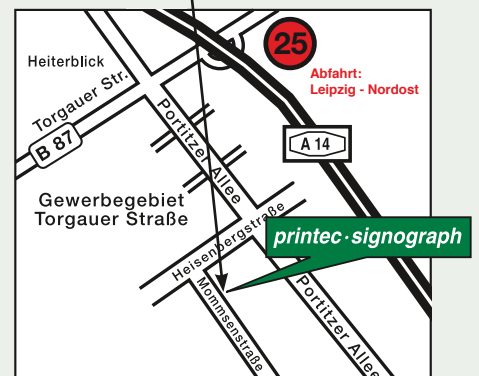 25
Heiterblick
Abfahrt:
Leipzig - Nordost
Torgauer Str.
B 87
Portitzer Allee
A 14
Gewerbegebiet
Torgauer Straße
Heisenbergstraße
printec·signograph
Mommsenstraße
Portitzer Allee